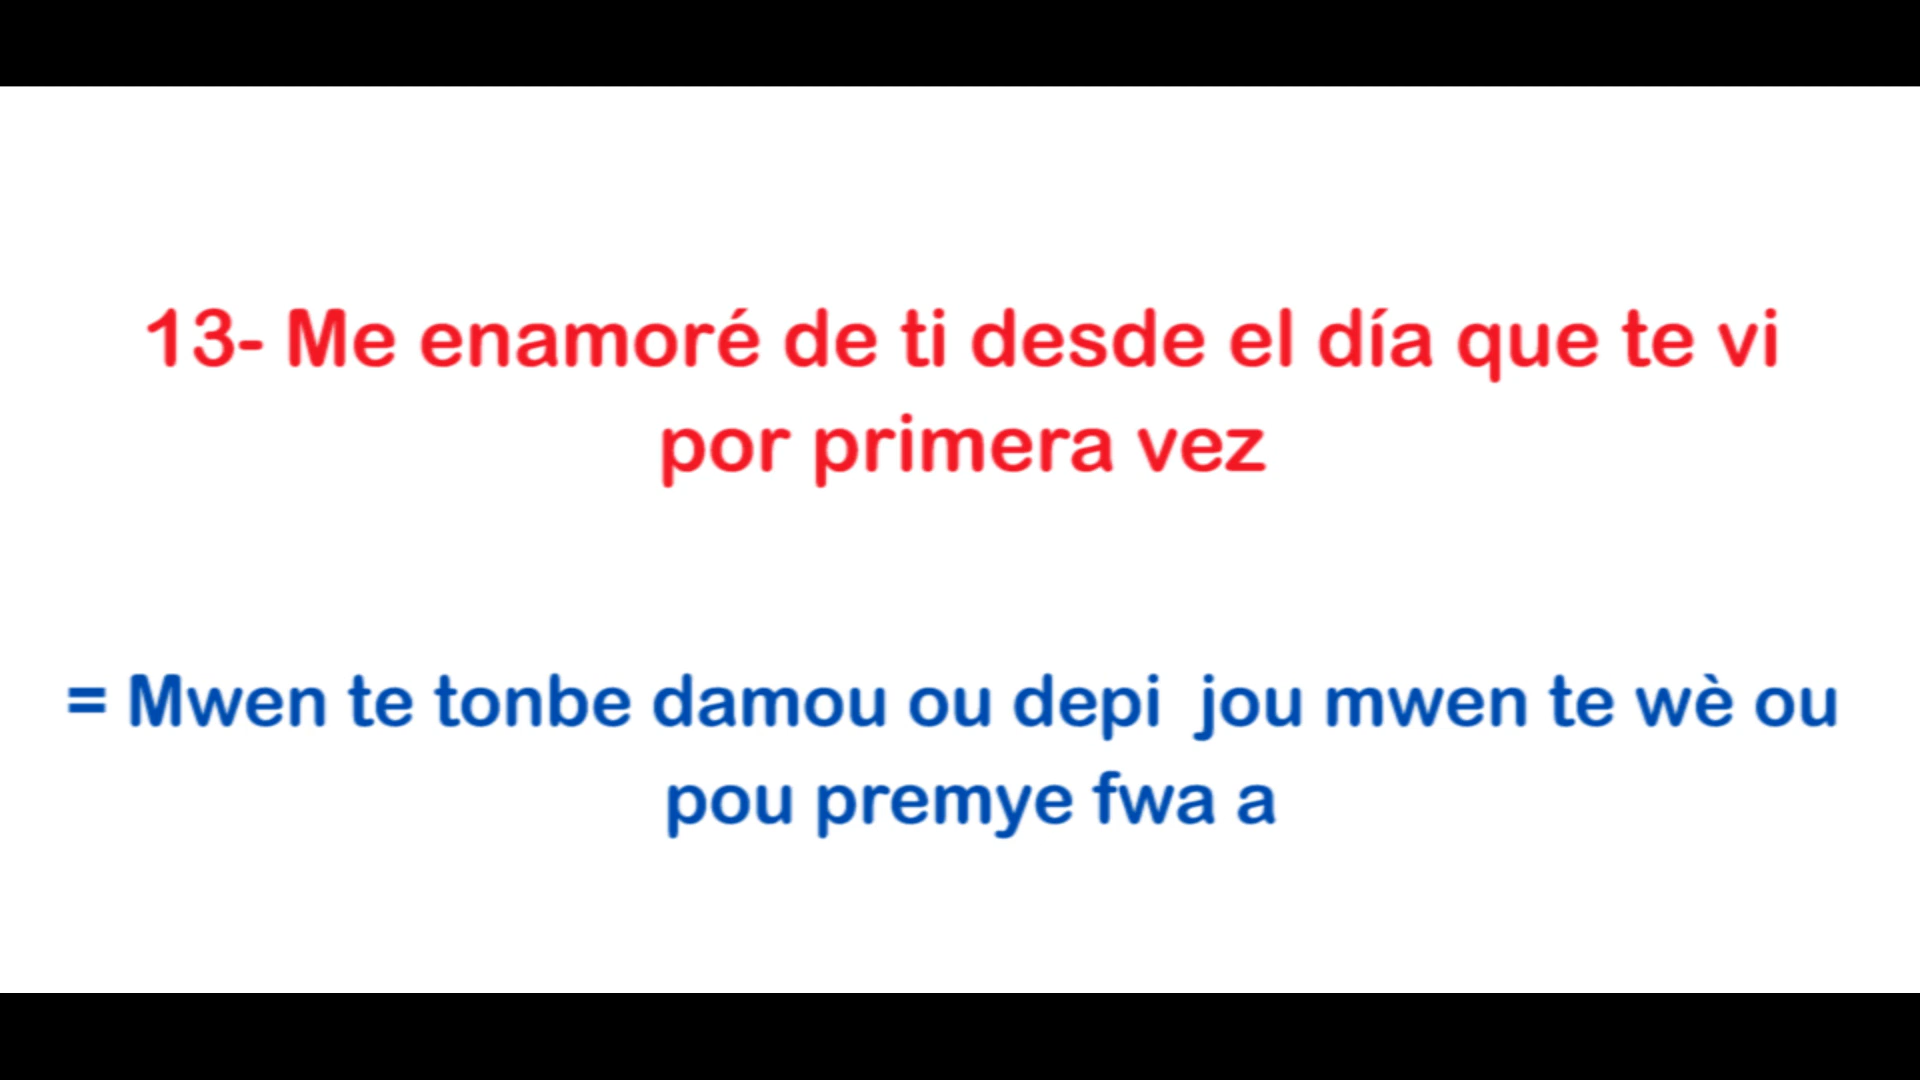 13- Me enamoré de ti desde el día que te vi
por primera vez
= Mwen te tonbe damou ou depi  jou mwen te wè ou
pou premye fwa a